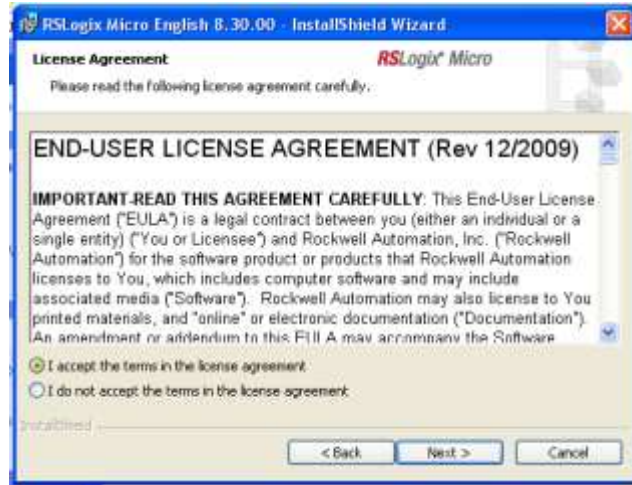 RSLogix Micro English 8.30.00 - InstallShield Wizard
License Agreement
RSLogix Micro
Please read the following license agreement carefully.
END-USER LICENSE AGREEMENT (Rev 12/2009)
IMPORTANT-READ THIS AGREEMENT CAREFULLY: This End-User License
Agreement ("EULA") is a legal contract between you (either an individual or a
single entity) ("You or Licensee") and Rockwell Automation, Inc. ("Rockwell
Automation") for the software product or products that Rockwell Automation
licenses to You, which includes computer software and may include
associated media ("Software"). Rockwell Automation may also license to You
printed materials, and "online" or electronic documentation ("Documentation").
An amendment or addendum to this EULA may accompany the Software.
I accept the terms in the license agreement
I do not accept the terms in the license agreement
InstallShield
< Back
Next >
Cancel